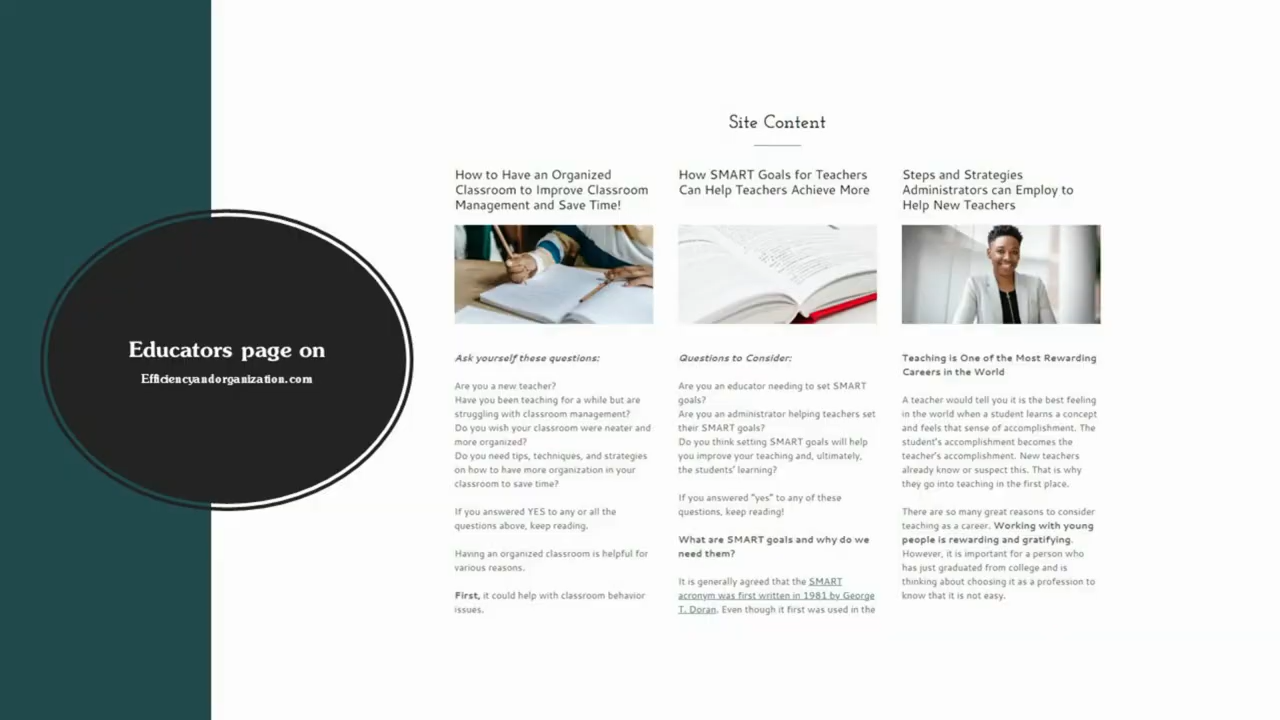 Educators page on
Efficiencyandorganization.com
Site Content
How to Have an Organized
Classroom to Improve Classroom
Management and Save Time!
Ask yourself these questions:
Are you a new teacher?
Have you been teaching for a while but are
struggling with classroom management?
Do you wish your classroom were neater and
more organized?
Do you need tips, techniques, and strategies
on how to have more organization in your
classroom to save time?
If you answered YES to any or all the
questions above, keep reading.
Having an organized classroom is helpful for
various reasons.
First, it could help with classroom behavior
issues.
How SMART Goals for Teachers
Can Help Teachers Achieve More
Questions to Consider:
Are you an educator needing to set SMART
goals?
Are you an administrator helping teachers set
their SMART goals?
Do you think setting SMART goals will help
you improve your teaching and, ultimately,
the students' learning?
If you answered "yes" to any of these
questions, keep reading!
What are SMART goals and why do we
need them?
It is generally agreed that the SMART
acronym was first written in 1981 by George
T. Doran. Even though it first was used in the
Steps and Strategies
Administrators can Employ to
Help New Teachers
Teaching is One of the Most Rewarding
Careers in the World
A teacher would tell you it is the best feeling
in the world when a student learns a concept
and feels that sense of accomplishment. The
student's accomplishment becomes the
teacher's accomplishment. New teachers
already know or suspect this. That is why
they go into teaching in the first place.
There are so many great reasons to consider
teaching as a career. Working with young
people is rewarding and gratifying.
However, it is important for a person who
has just graduated from college and is
thinking about choosing it as a profession to
know that it is not easy.